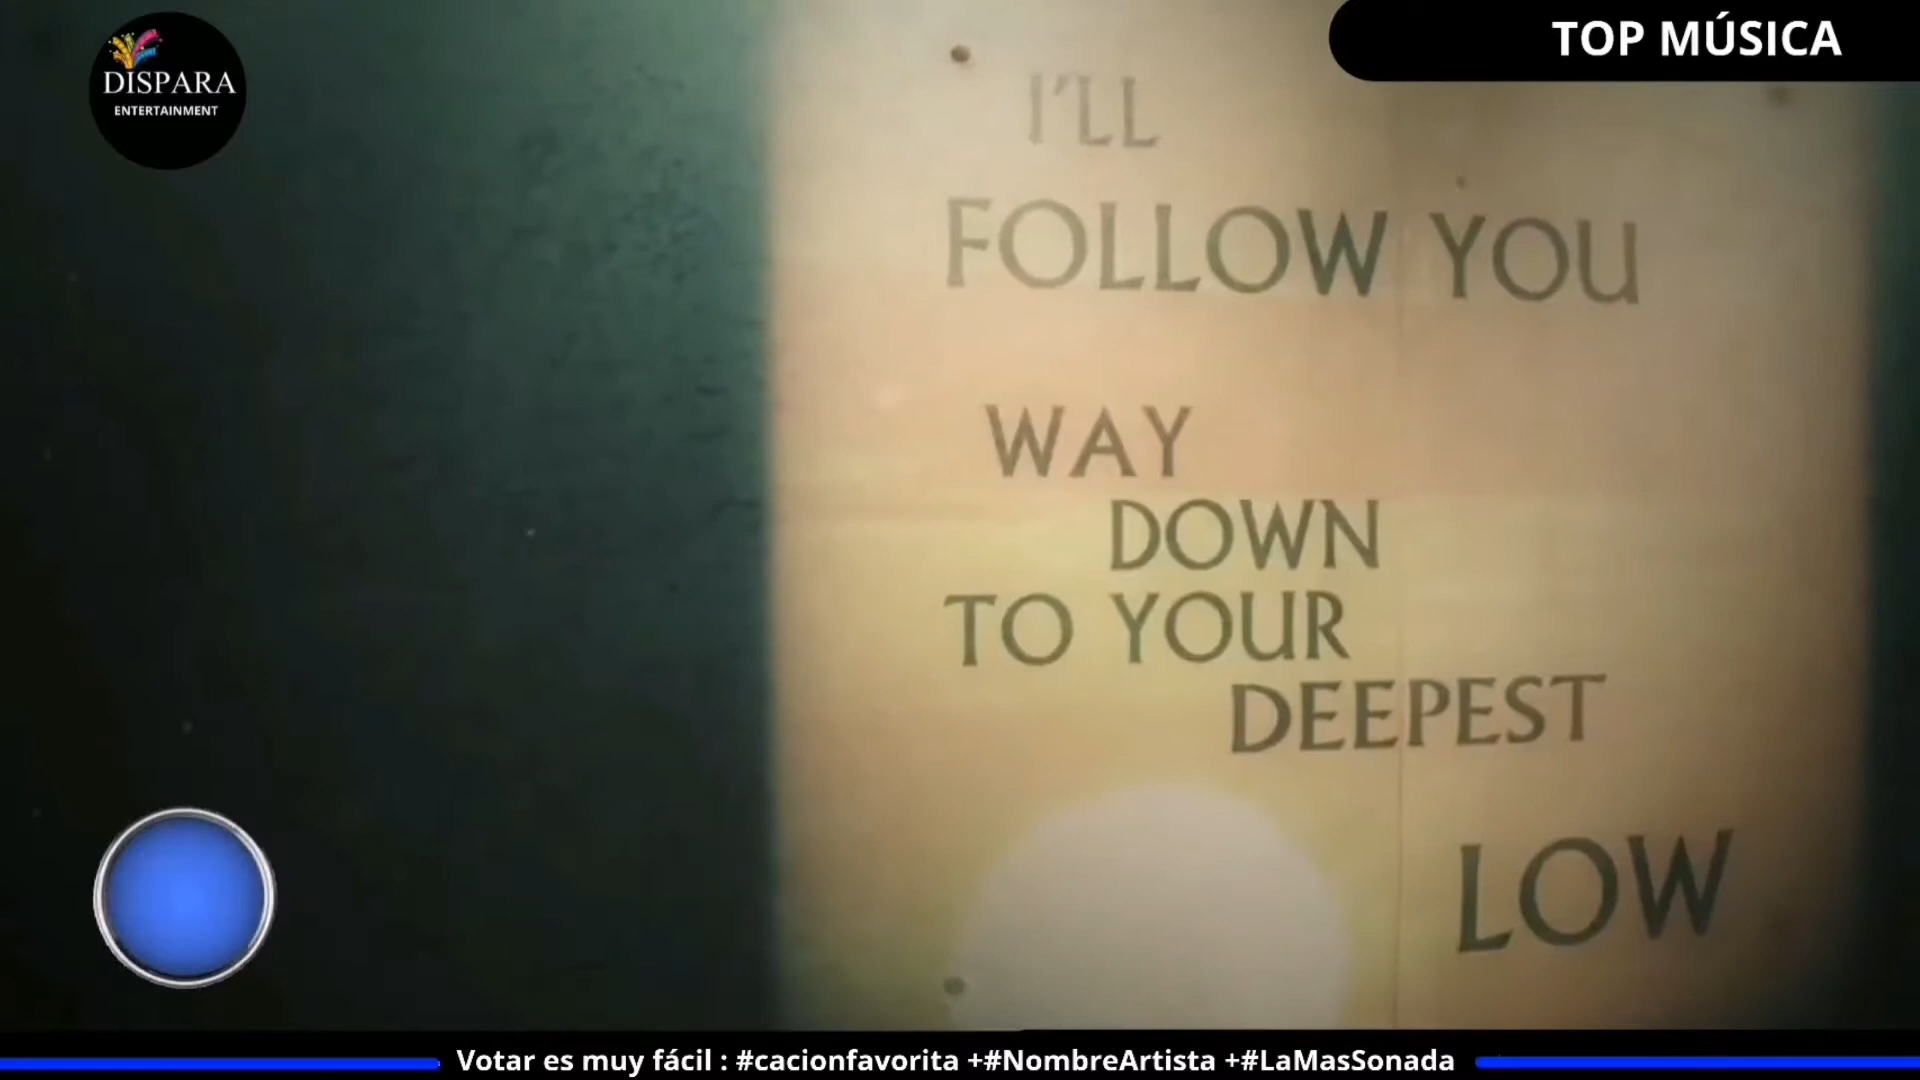 DISPARA
ENTERTAINMENT
TOP MÚSICA
I'LL
FOLLOW YOU
WAY
DOWN
TO YOUR
DEEPEST
LOW
Votar es muy fácil : #cacionfavorita +#NombreArtista +#LaMasSonada